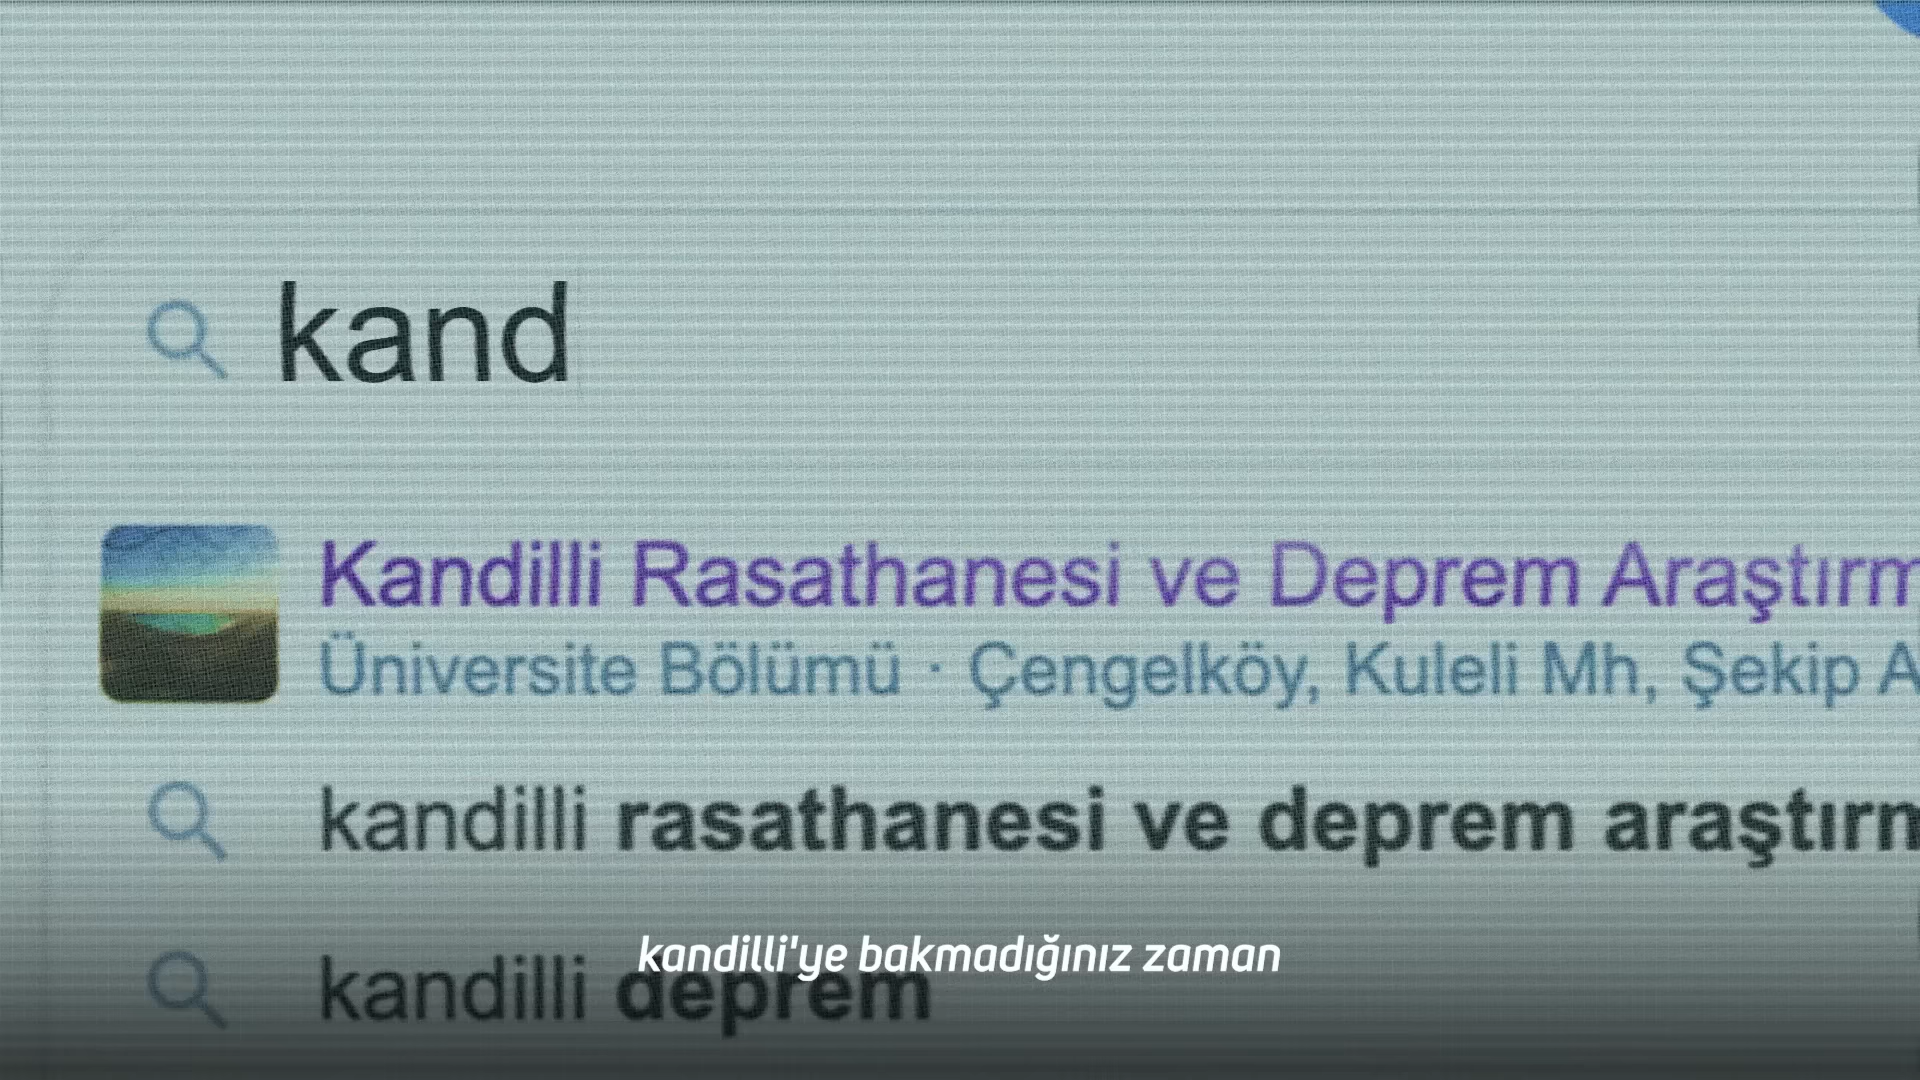 kand
Kandilli Rasathanesi ve Deprem Araştırm
Üniversite Bölümü · Çengelköy, Kuleli Mh, Şekip A
kandilli rasathanesi ve deprem araştırm
kandilli'ye bakmadığınız zaman
kandilli deprem